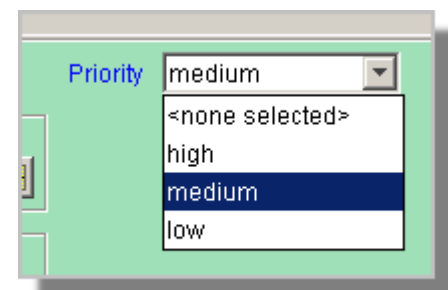 Priority medium
<none selected>
high
medium
low